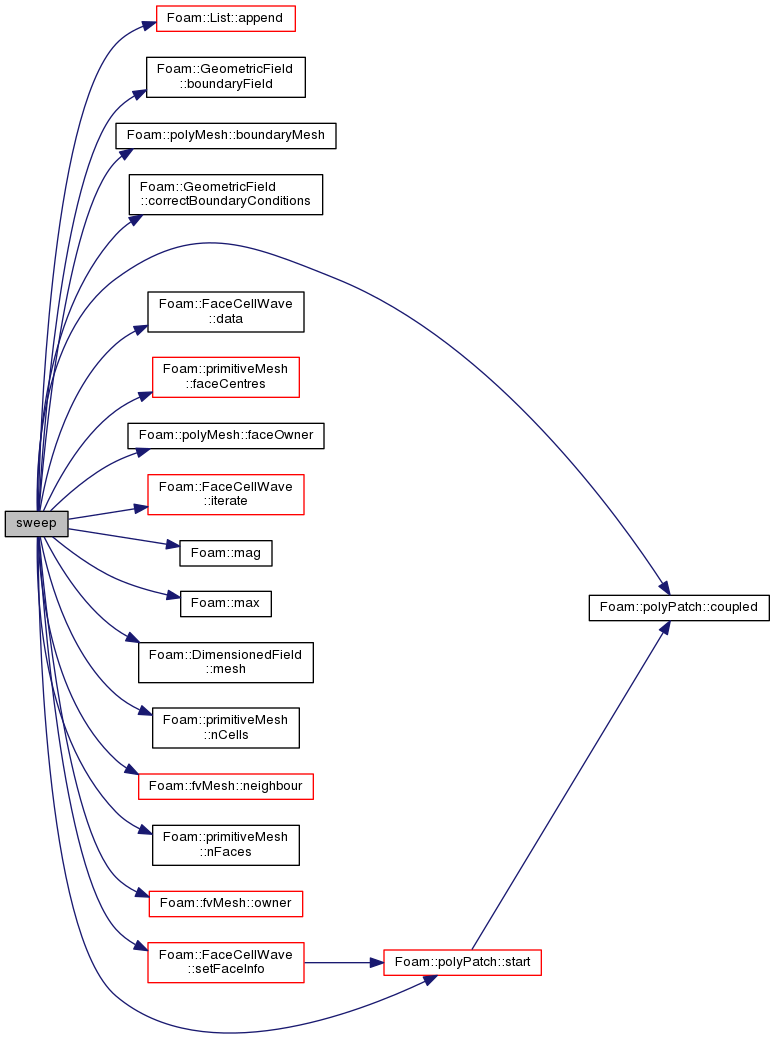 Foam::List::append
Foam::GeometricField
::boundaryField
Foam::polyMesh::boundaryMesh
Foam::GeometricField
::correctBoundaryConditions
Foam::FaceCellWave
::data
Foam::primitiveMesh
::faceCentres
Foam::polyMesh::faceOwner
Foam::FaceCellWave
::iterate
sweep
Foam::mag
Foam::max
Foam::polyPatch::coupled
Foam::DimensionedField
::mesh
Foam::primitiveMesh
::nCells
Foam::fvMesh::neighbour
Foam::primitiveMesh
::nFaces
Foam::fvMesh::owner
Foam::FaceCellWave
::setFaceInfo
Foam::polyPatch::start